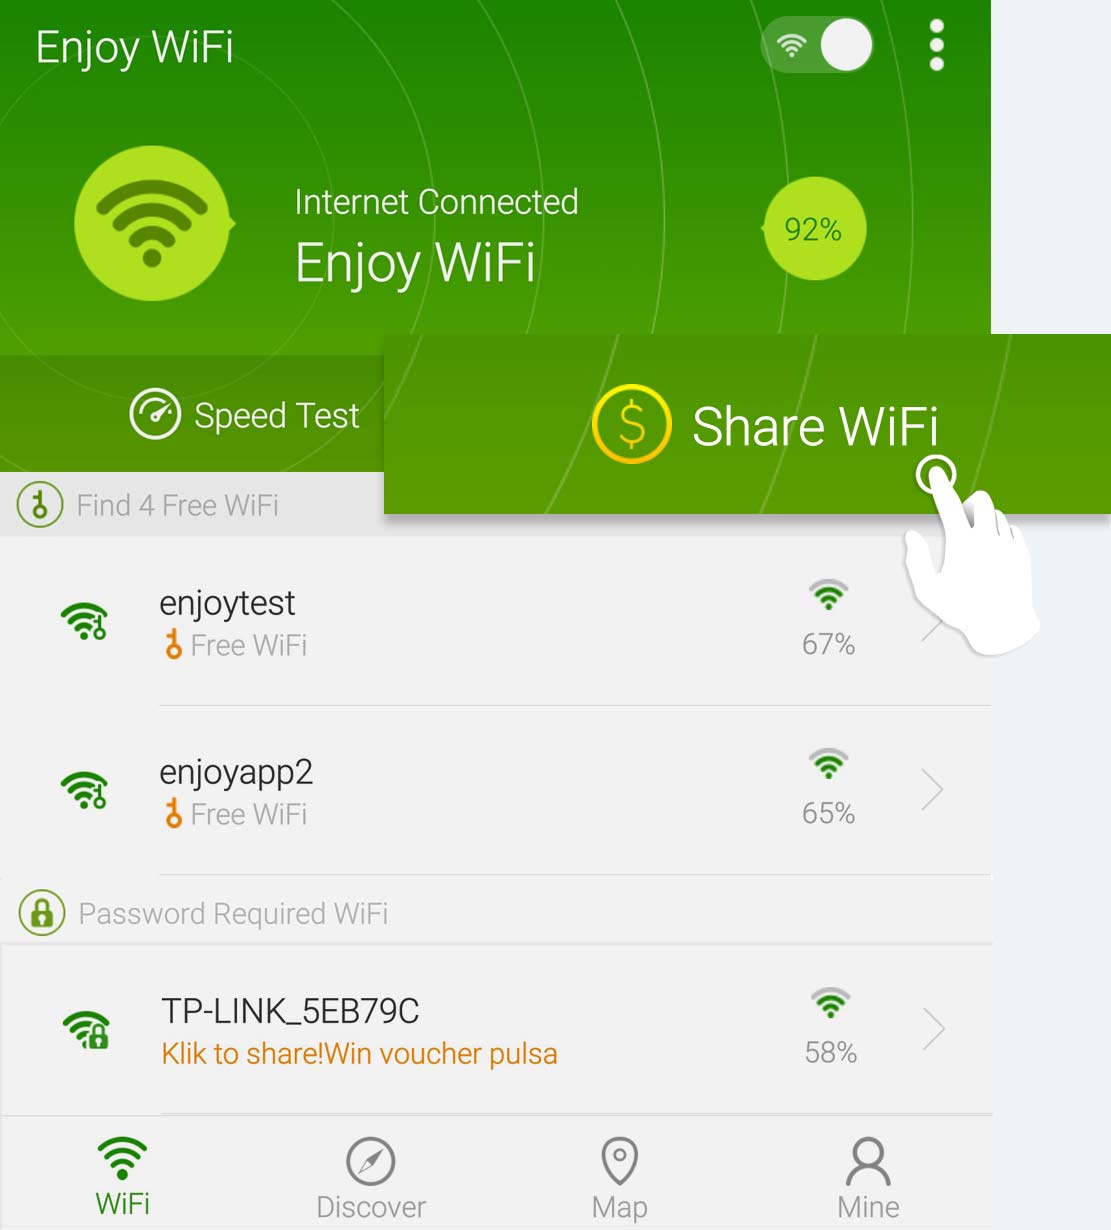 Enjoy WiFi
Internet Connected
Enjoy WiFi
92%
Speed Test
$ Share WiFi
Find 4 Free WiFi
enjoytest
Free WiFi
67%
enjoyapp2
Free WiFi
65%
Password Required WiFi
TP-LINK_5EB79C
Klik to share!Win voucher pulsa
58%
WiFi
Discover
Map
Mine